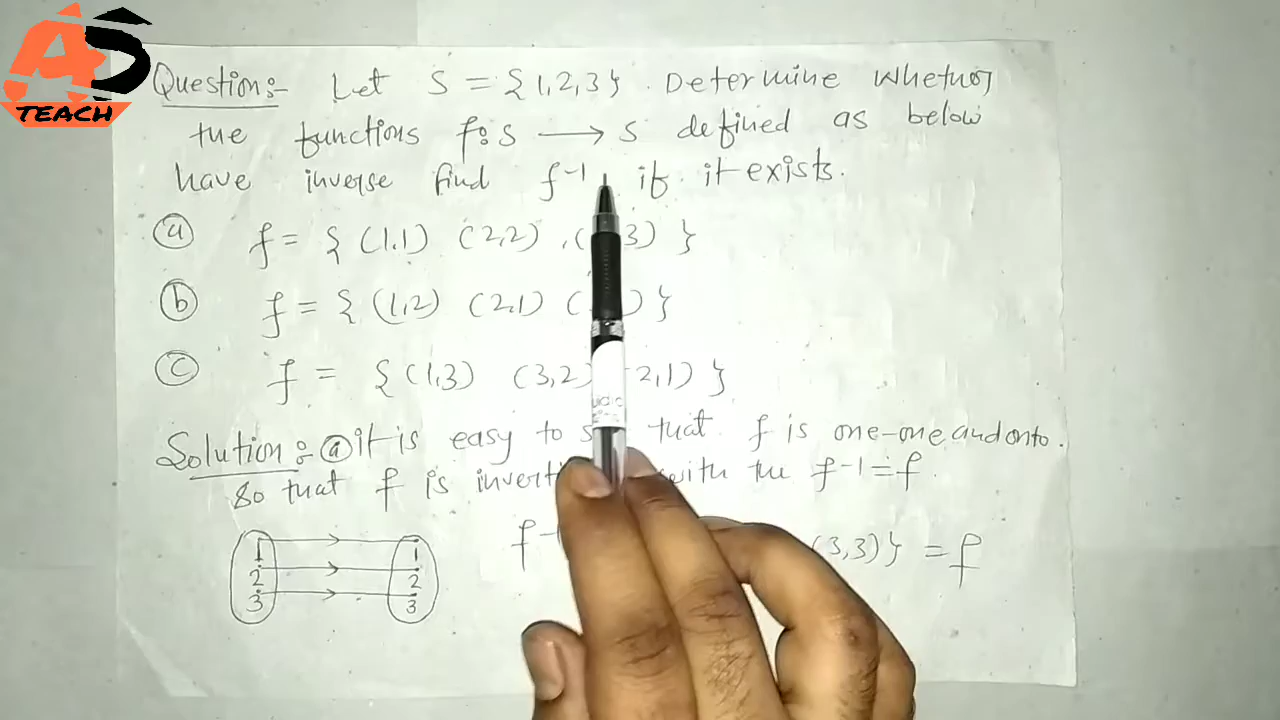 AS
TEACH
Question:- Let S = {1,2,3}. Determine whether
the functions f: S ⟶ S defined as below
have inverse find f-1 if it exists.
(a) f = { (1,1) (2,2) ,( 3) }
(b) f = { (1,2) (2,1) ( ) }
(c) f = { (1,3) (3,2) 2,1) }
Solution: (a) it is easy to s that f is one-one and onto.
so that f is inverti with the f-1 = f.
f- (3,3)} = f
1 1
2 2
3 3